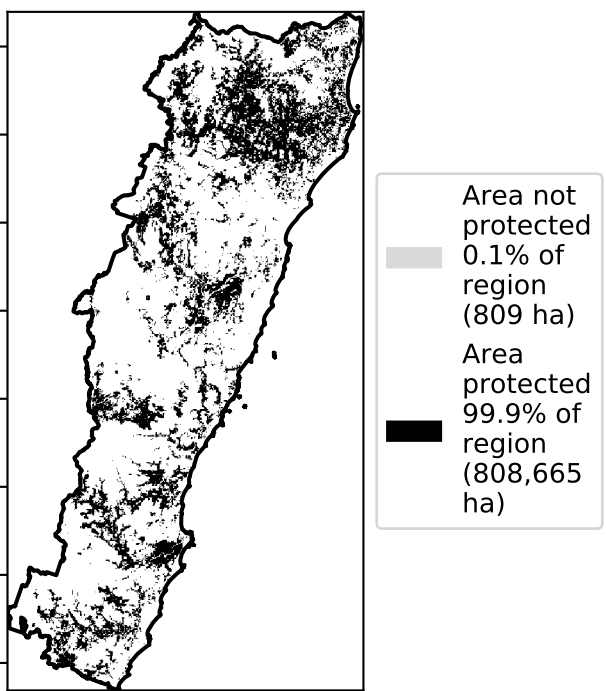 Area not
protected
0.1% of
region
(809 ha)
Area
protected
99.9% of
region
(808,665
ha)